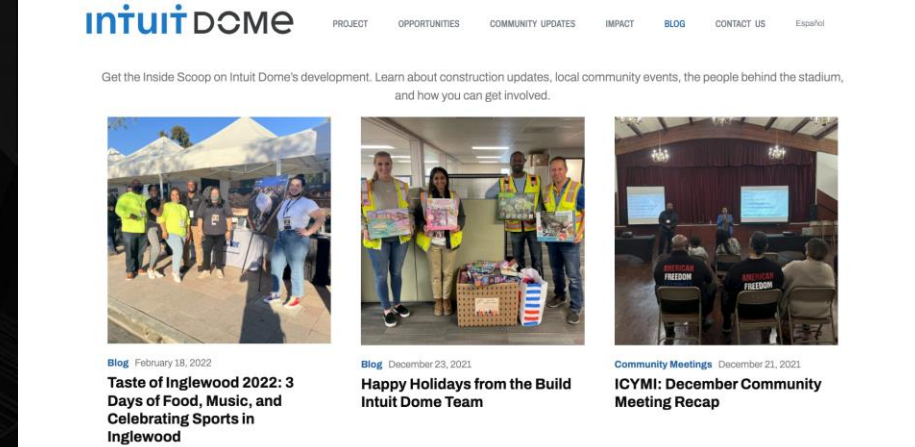 INTUIT DOME
PROJECT OPPORTUNITIES COMMUNITY UPDATES IMPACT BLOG CONTACT US Español
Get the Inside Scoop on Intuit Dome's development. Learn about construction updates, local community events, the people behind the stadium,
and how you can get involved.
AMERICAN
FREEDOM
AMERICAN
FREEDOM
Blog February 18, 2022
Taste of Inglewood 2022: 3
Days of Food, Music, and
Celebrating Sports in
Inglewood
Blog December 23, 2021
Happy Holidays from the Build
Intuit Dome Team
Community Meetings December 21, 2021
ICYMI: December Community
Meeting Recap